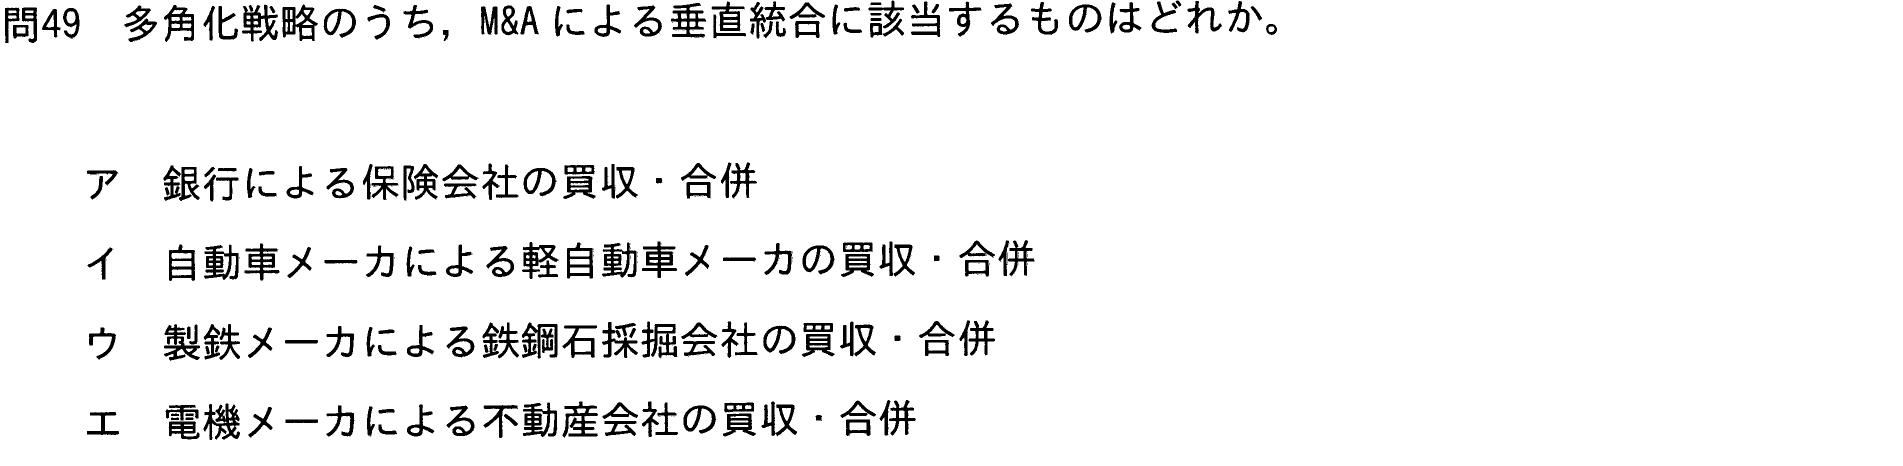 問49 多角化戦略のうち，M&Aによる垂直統合に該当するものはどれか。
ア 銀行による保険会社の買収・合併
イ 自動車メーカによる軽自動車メーカの買収・合併
ウ 製鉄メーカによる鉄鋼石採掘会社の買収・合併
エ 電機メーカによる不動産会社の買収・合併